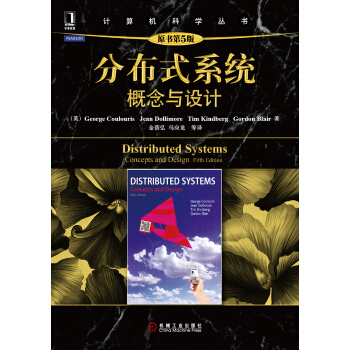 计算机科学丛书
PEARSON
原书第5版
分布式系统
概念与设计
（英） George Coulouris Jean Dollimore Tim Kindberg Gordon Blair 著
金蓓弘 马应龙 等译
Distributed Systems
Concepts and Design Fifth Edition
DISTRIBUTED SYSTEMS
Concepts and Design
George Coulouris
Jean Dollimore
Tim Kindberg
Gordon Blair
机械工业出版社
China Machine Press